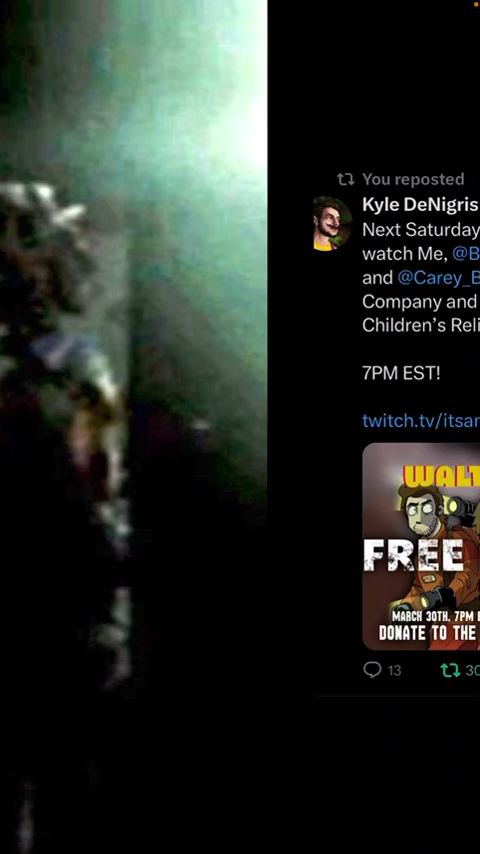 You reposted
Kyle DeNigris
Next Saturday
watch Me, @B
and @Carey_B
Company and
Children's Reli
7PM EST!
twitch.tv/itsar
WALT
FREE
MARCH 30TH, 7PM E
DONATE TO THE
13
30